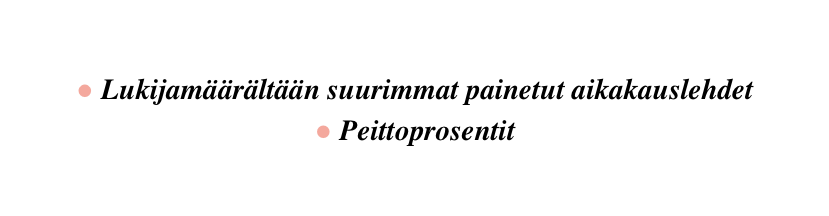 ● Lukijamäärältään suurimmat painetut aikakauslehdet
● Peittoprosentit